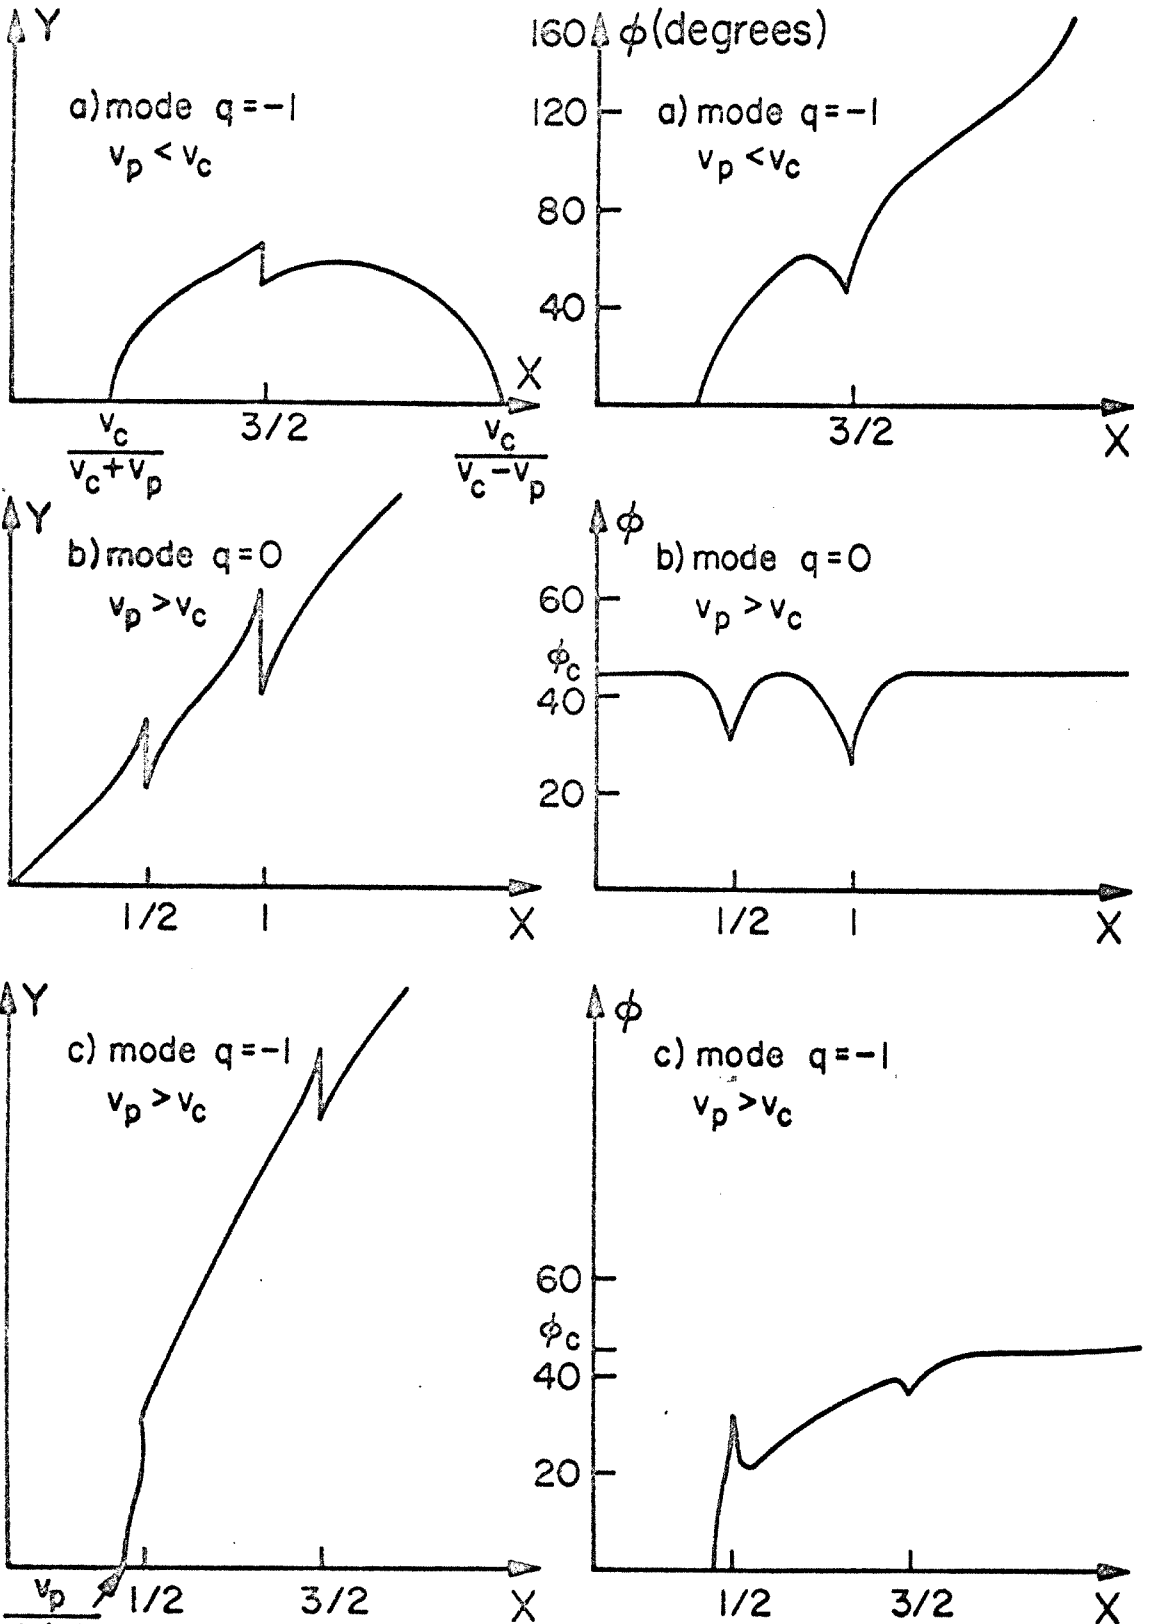 Y
a) mode q = -1
v_p < v_c
X
v_c
v_c + v_p
3/2
v_c
v_c - v_p
160 φ (degrees)
a) mode q = -1
120
v_p < v_c
80
40
3/2
X
Y
b) mode q = 0
v_p > v_c
1/2
1
X
φ
b) mode q = 0
60
v_p > v_c
φ_c
40
20
1/2
1
X
Y
c) mode q = -1
v_p > v_c
v_p
1/2
3/2
X
φ
c) mode q = -1
v_p > v_c
60
φ_c
40
20
1/2
3/2
X